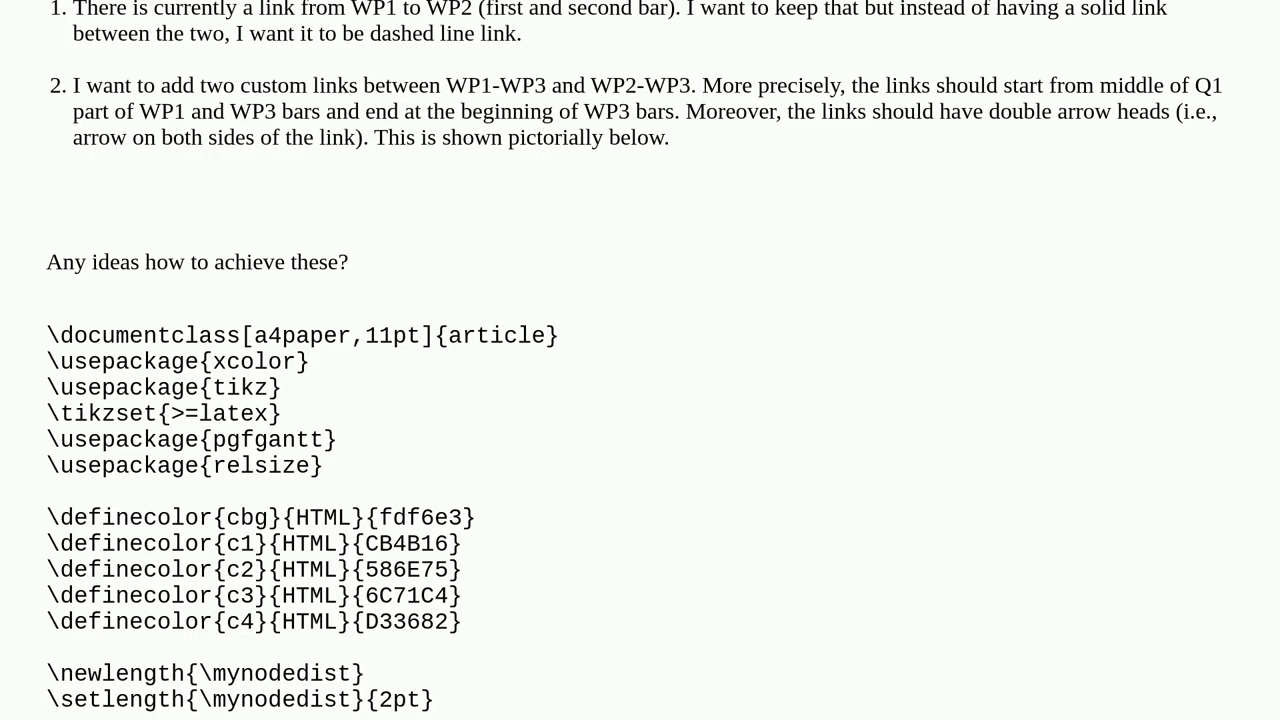 1. There is currently a link from WP1 to WP2 (first and second bar). I want to keep that but instead of having a solid link
between the two, I want it to be dashed line link.
2. I want to add two custom links between WP1-WP3 and WP2-WP3. More precisely, the links should start from middle of Q1
part of WP1 and WP3 bars and end at the beginning of WP3 bars. Moreover, the links should have double arrow heads (i.e.,
arrow on both sides of the link). This is shown pictorially below.
Any ideas how to achieve these?
\documentclass[a4paper,11pt]{article}
\usepackage{xcolor}
\usepackage{tikz}
\tikzset{>=latex}
\usepackage{pgfgantt}
\usepackage{relsize}
\definecolor{cbg}{HTML}{fdf6e3}
\definecolor{c1}{HTML}{CB4B16}
\definecolor{c2}{HTML}{586E75}
\definecolor{c3}{HTML}{6C71C4}
\definecolor{c4}{HTML}{D33682}
\newlength{\mynodedist}
\setlength{\mynodedist}{2pt}